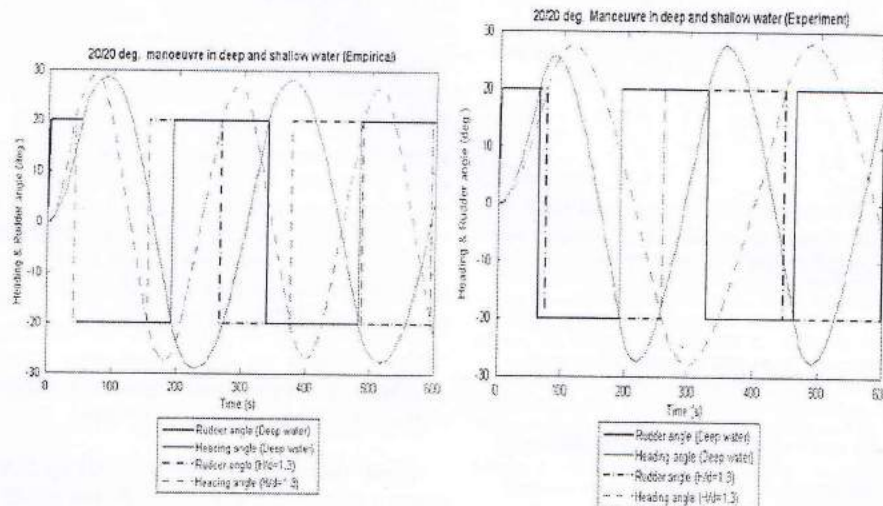 20/20 deg. manoeuvre in deep and shallow water (Empirical)
Heading & Rudder angle (deg.)
30
20
10
0
-10
-20
-30
0
100
200
300
400
500
600
Time (s)
Rudder angle (Deep water)
Heading angle (Deep water)
Rudder angle (H/d=1.3)
Heading angle (H/d=1.3)
20/20 deg. Manoeuvre in deep and shallow water (Experiment)
Heading & Rudder angle (deg.)
30
20
10
0
-10
-20
-30
0
100
200
300
400
500
600
Time (s)
Rudder angle (Deep water)
Heading angle (Deep water)
Rudder angle (H/d=1.3)
Heading angle (H/d=1.3)